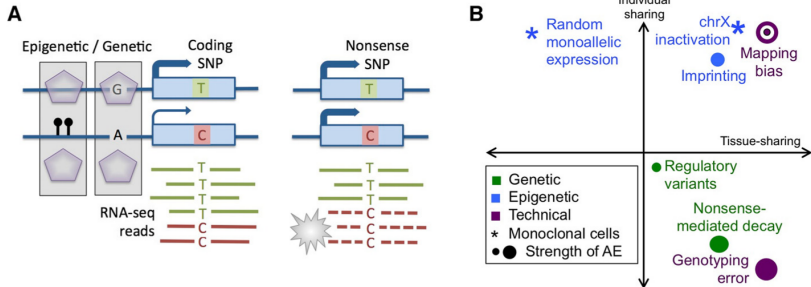 A
Epigenetic / Genetic
Coding
SNP
Nonsense
SNP
G
T
T
A
C
C
T
T
T
T
C
C
RNA-seq
reads
T
T
T
C
C
C
B
Individual
sharing
Random
monoallelic
expression
chrX
inactivation
Mapping
bias
Imprinting
Tissue-sharing
Genetic
Epigenetic
Technical
* Monoclonal cells
Strength of AE
Regulatory
variants
Nonsense-
mediated decay
Genotyping
error